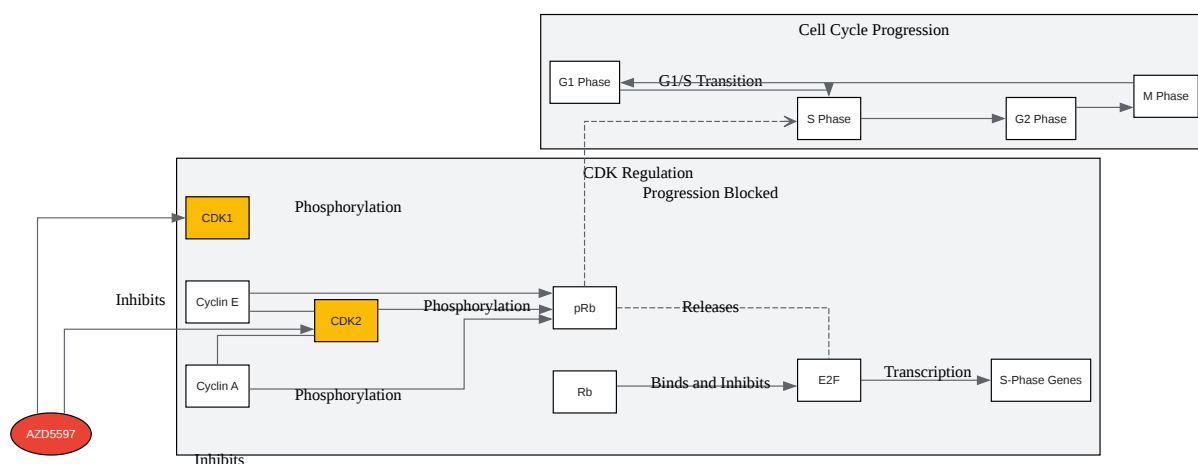 Cell Cycle Progression
G1 Phase
G1/S Transition
M Phase
S Phase
G2 Phase
CDK Regulation
Progression Blocked
CDK1
Phosphorylation
Inhibits
Cyclin E
CDK2
Phosphorylation
pRb
Releases
Cyclin A
Phosphorylation
Rb
Binds and Inhibits
E2F
Transcription
S-Phase Genes
AZD5597
Inhibits